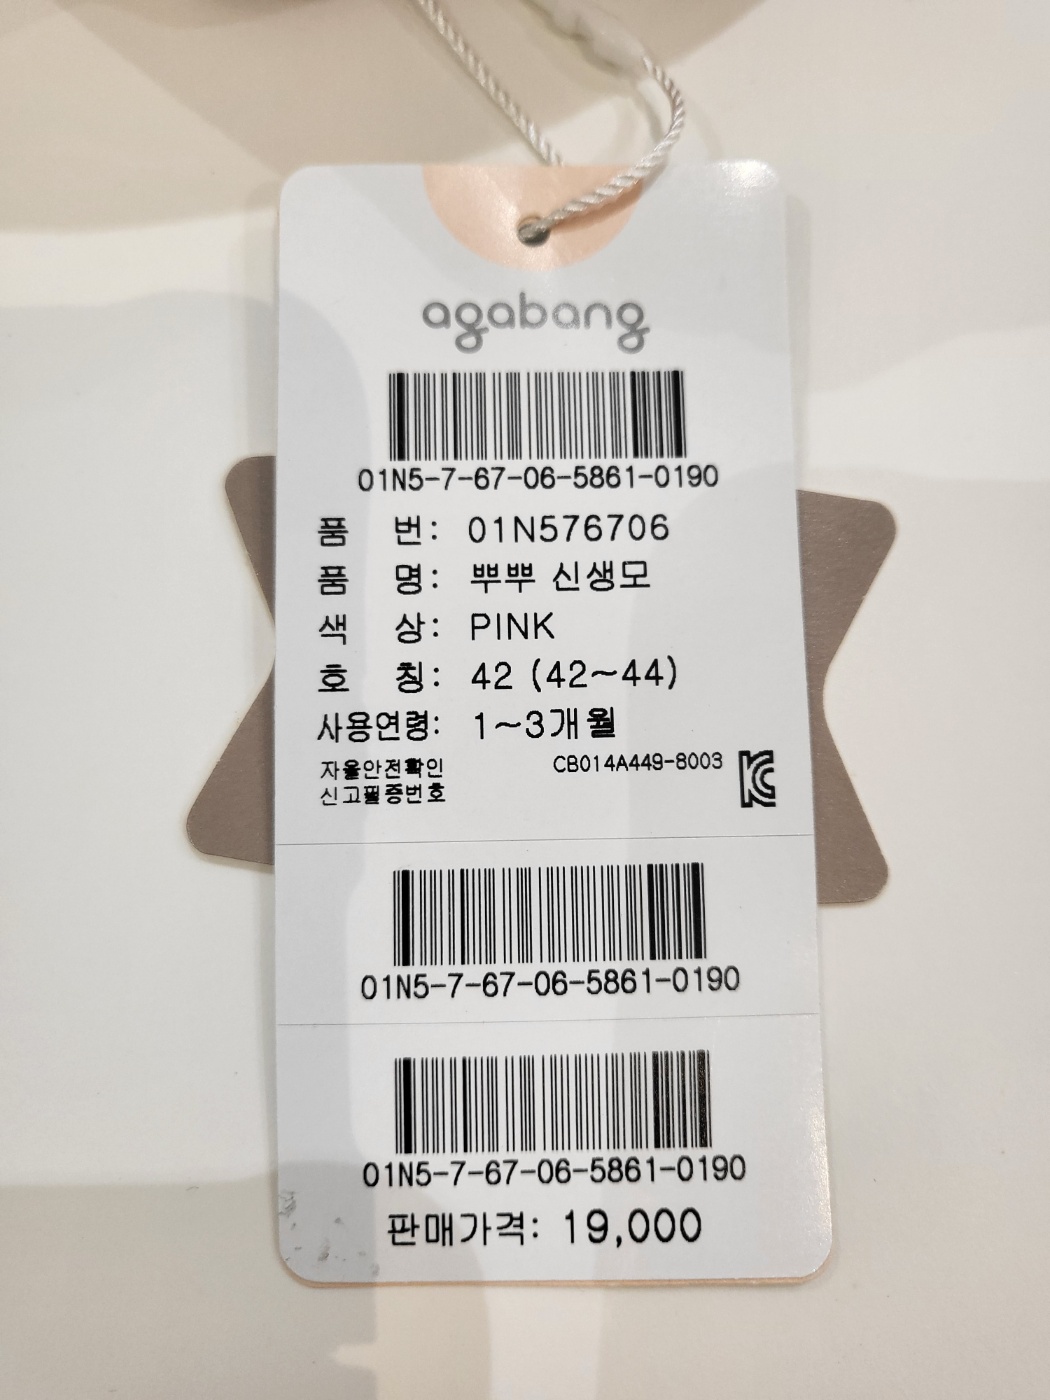 agabang
01N5-7-67-06-5861-0190
품 번: 01N576706
품 명: 뿌뿌 신생모
색 상: PINK
호 칭: 42 (42~44)
사용연령: 1~3개월
자율안전확인 CB014A449-8003
신고필증번호
01N5-7-67-06-5861-0190
01N5-7-67-06-5861-0190
판매가격: 19,000